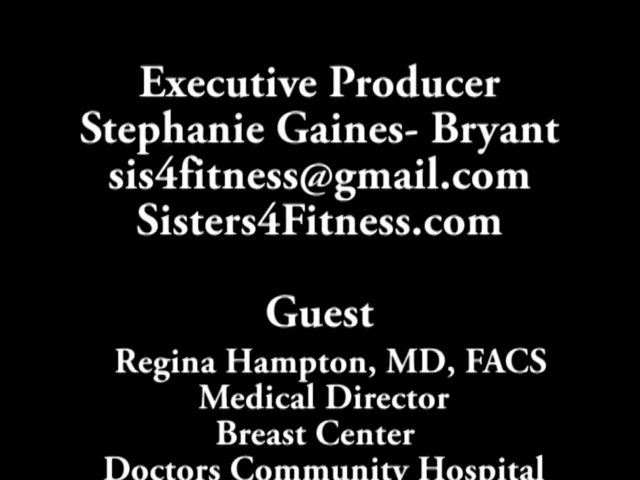 Executive Producer
Stephanie Gaines- Bryant
sis4fitness@gmail.com
Sisters4Fitness.com
Guest
Regina Hampton, MD, FACS
Medical Director
Breast Center
Doctors Community Hospital